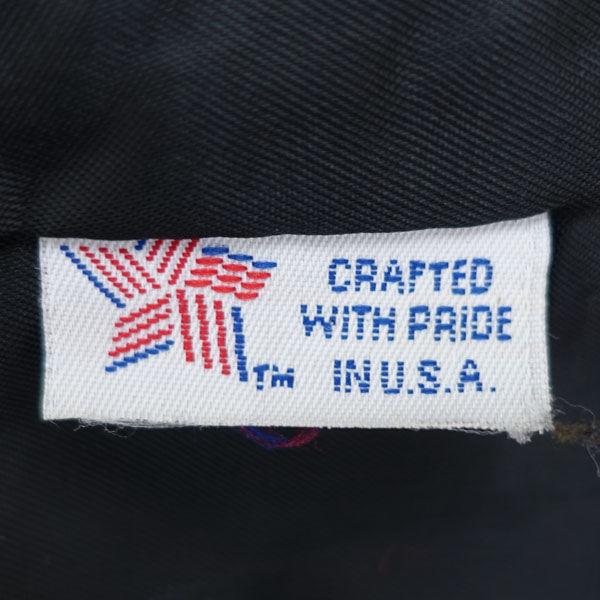 CRAFTED
WITH PRIDE
IN U.S.A.
TM